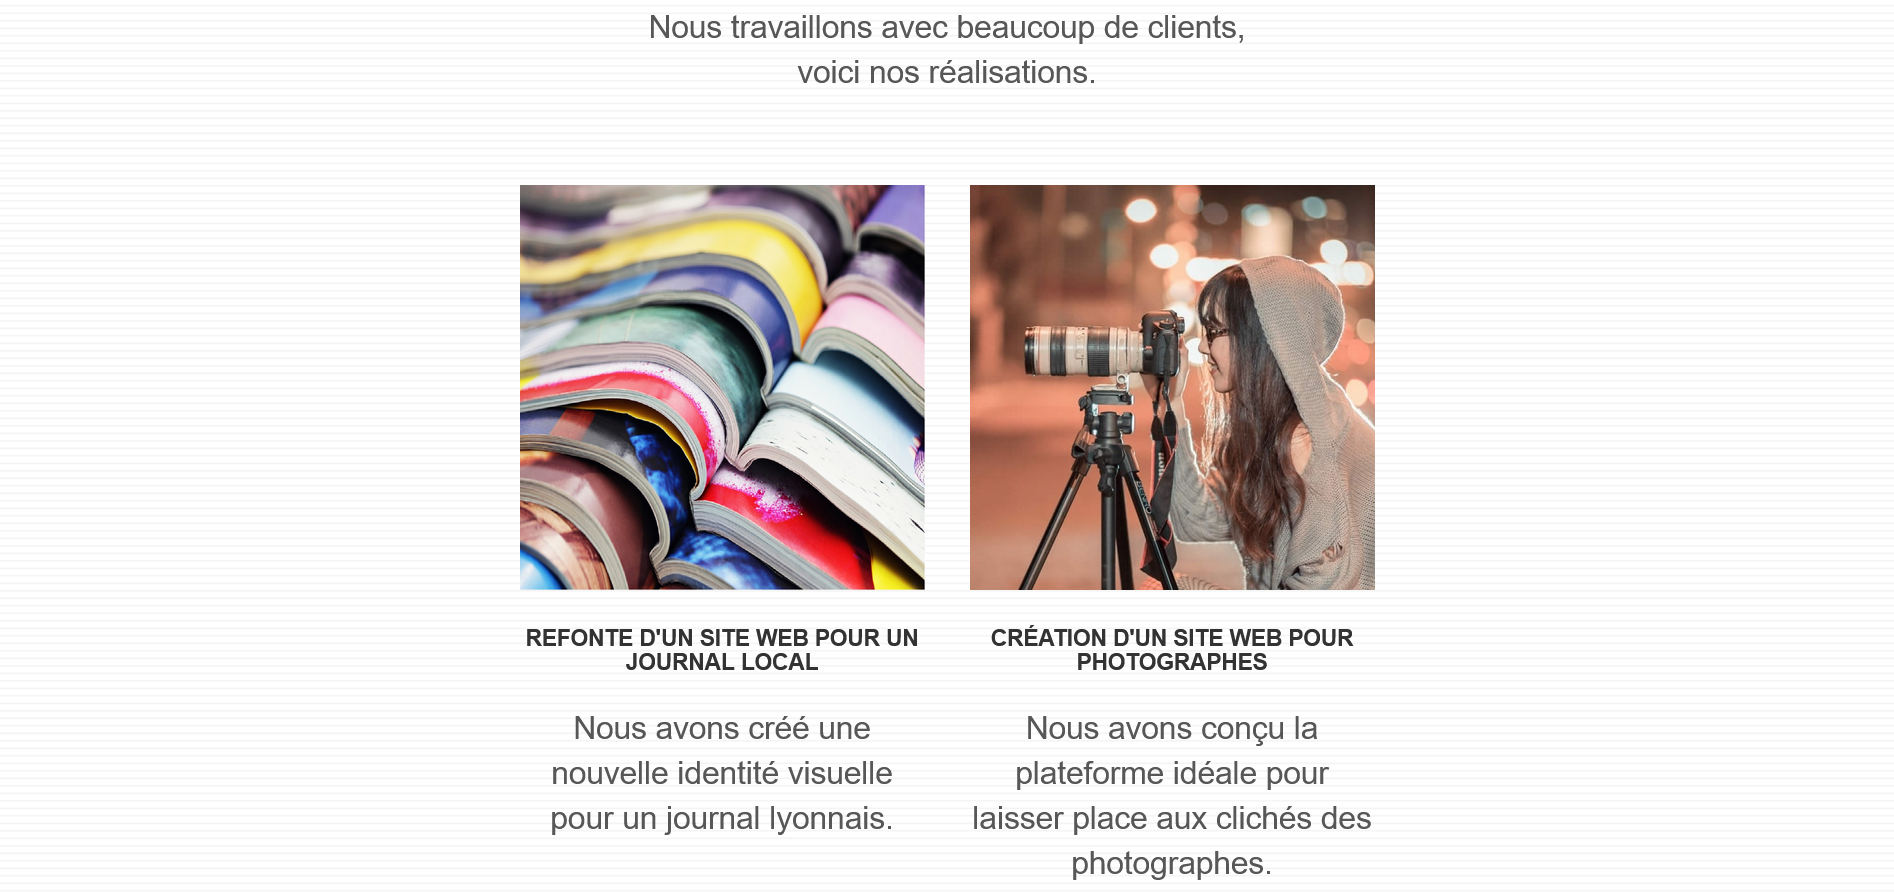 Nous travaillons avec beaucoup de clients,
voici nos réalisations.
REFONTE D'UN SITE WEB POUR UN
JOURNAL LOCAL
Nous avons créé une
nouvelle identité visuelle
pour un journal lyonnais.
CRÉATION D'UN SITE WEB POUR
PHOTOGRAPHES
Nous avons conçu la
plateforme idéale pour
laisser place aux clichés des
photographes.